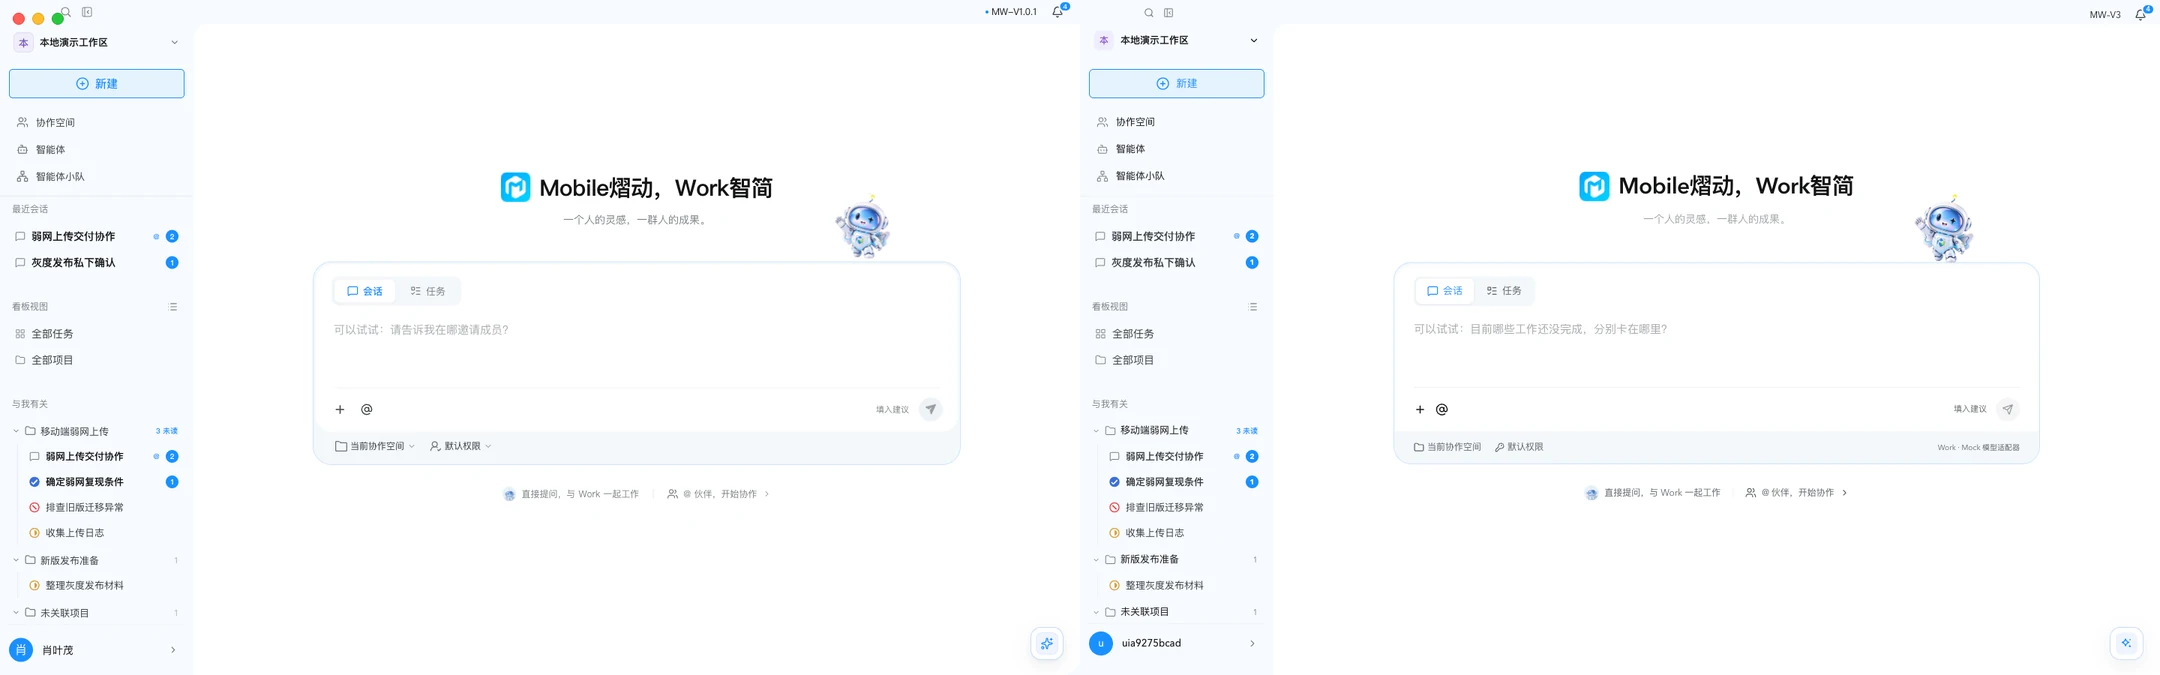 MW-V1.0.1
4
本 本地演示工作区
新建
协作空间
智能体
智能体小队
最近会话
弱网上传交付协作 @ 2
灰度发布私下确认 1
看板视图
全部任务
全部项目
与我有关
移动端弱网上传 3 未读
弱网上传交付协作 @ 2
确定弱网复现条件 1
排查旧版迁移异常
收集上传日志
新版发布准备 1
整理灰度发布材料
未关联项目 1
肖 肖叶茂
Mobile熠动，Work智简
一个人的灵感，一群人的成果。
会话 任务
可以试试：请告诉我在哪邀请成员？
@ 填入建议
当前协作空间 默认权限
直接提问，与 Work 一起工作 @ 伙伴，开始协作
MW-V3
4
本 本地演示工作区
新建
协作空间
智能体
智能体小队
最近会话
弱网上传交付协作 @ 2
灰度发布私下确认 1
看板视图
全部任务
全部项目
与我有关
移动端弱网上传 3 未读
弱网上传交付协作 @ 2
确定弱网复现条件 1
排查旧版迁移异常
收集上传日志
新版发布准备 1
整理灰度发布材料
未关联项目 1
u uia9275bcad
Mobile熠动，Work智简
一个人的灵感，一群人的成果。
会话 任务
可以试试：目前哪些工作还没完成，分别卡在哪里？
@ 填入建议
当前协作空间 默认权限 Work · Mock 模型适配器
直接提问，与 Work 一起工作 @ 伙伴，开始协作